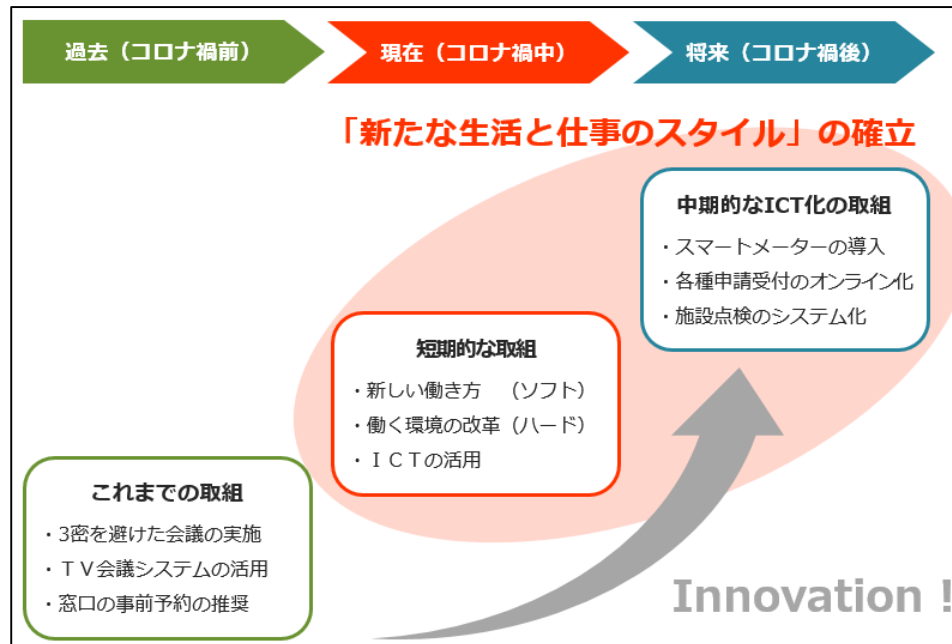 過去（コロナ禍前）
現在（コロナ禍中）
将来（コロナ禍後）
「新たな生活と仕事のスタイル」の確立
中期的なICT化の取組
・スマートメーターの導入
・各種申請受付のオンライン化
・施設点検のシステム化
短期的な取組
・新しい働き方　（ソフト）
・働く環境の改革（ハード）
・ＩＣＴの活用
これまでの取組
・3密を避けた会議の実施
・ＴＶ会議システムの活用
・窓口の事前予約の推奨
Innovation！